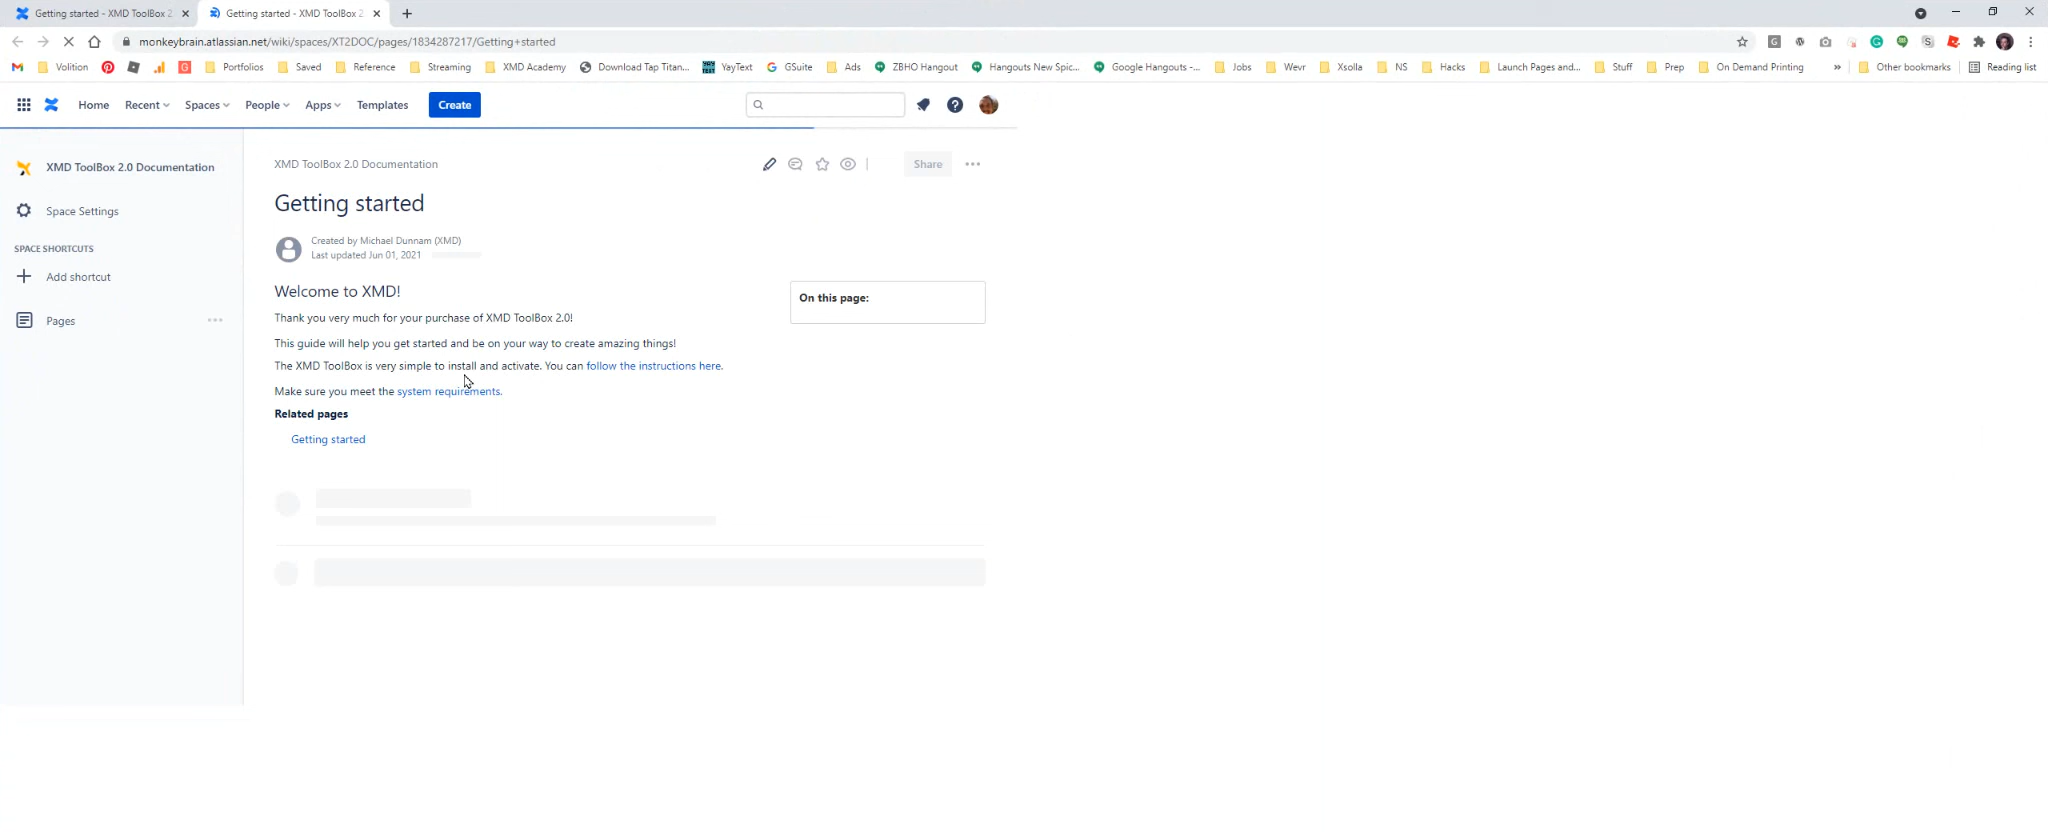 Getting started - XMD ToolBox 2
Getting started - XMD ToolBox 2
monkeybrain.atlassian.net/wiki/spaces/XT2DOC/pages/1834287217/Getting+started
Volition
Portfolios
Saved
Reference
Streaming
XMD Academy
Download Tap Titan...
YayText
GSuite
Ads
ZBHO Hangout
Hangouts New Spic...
Google Hangouts -...
Jobs
Wevr
Xsolla
NS
Hacks
Launch Pages and...
Stuff
Prep
On Demand Printing
»
Other bookmarks
Reading list
Home
Recent
Spaces
People
Apps
Templates
Create
XMD ToolBox 2.0 Documentation
Space Settings
SPACE SHORTCUTS
Add shortcut
Pages
XMD ToolBox 2.0 Documentation
Share
Getting started
Created by Michael Dunnam (XMD)
Last updated Jun 01, 2021
Welcome to XMD!
On this page:
Thank you very much for your purchase of XMD ToolBox 2.0!
This guide will help you get started and be on your way to create amazing things!
The XMD ToolBox is very simple to install and activate. You can follow the instructions here.
Make sure you meet the system requirements.
Related pages
Getting started